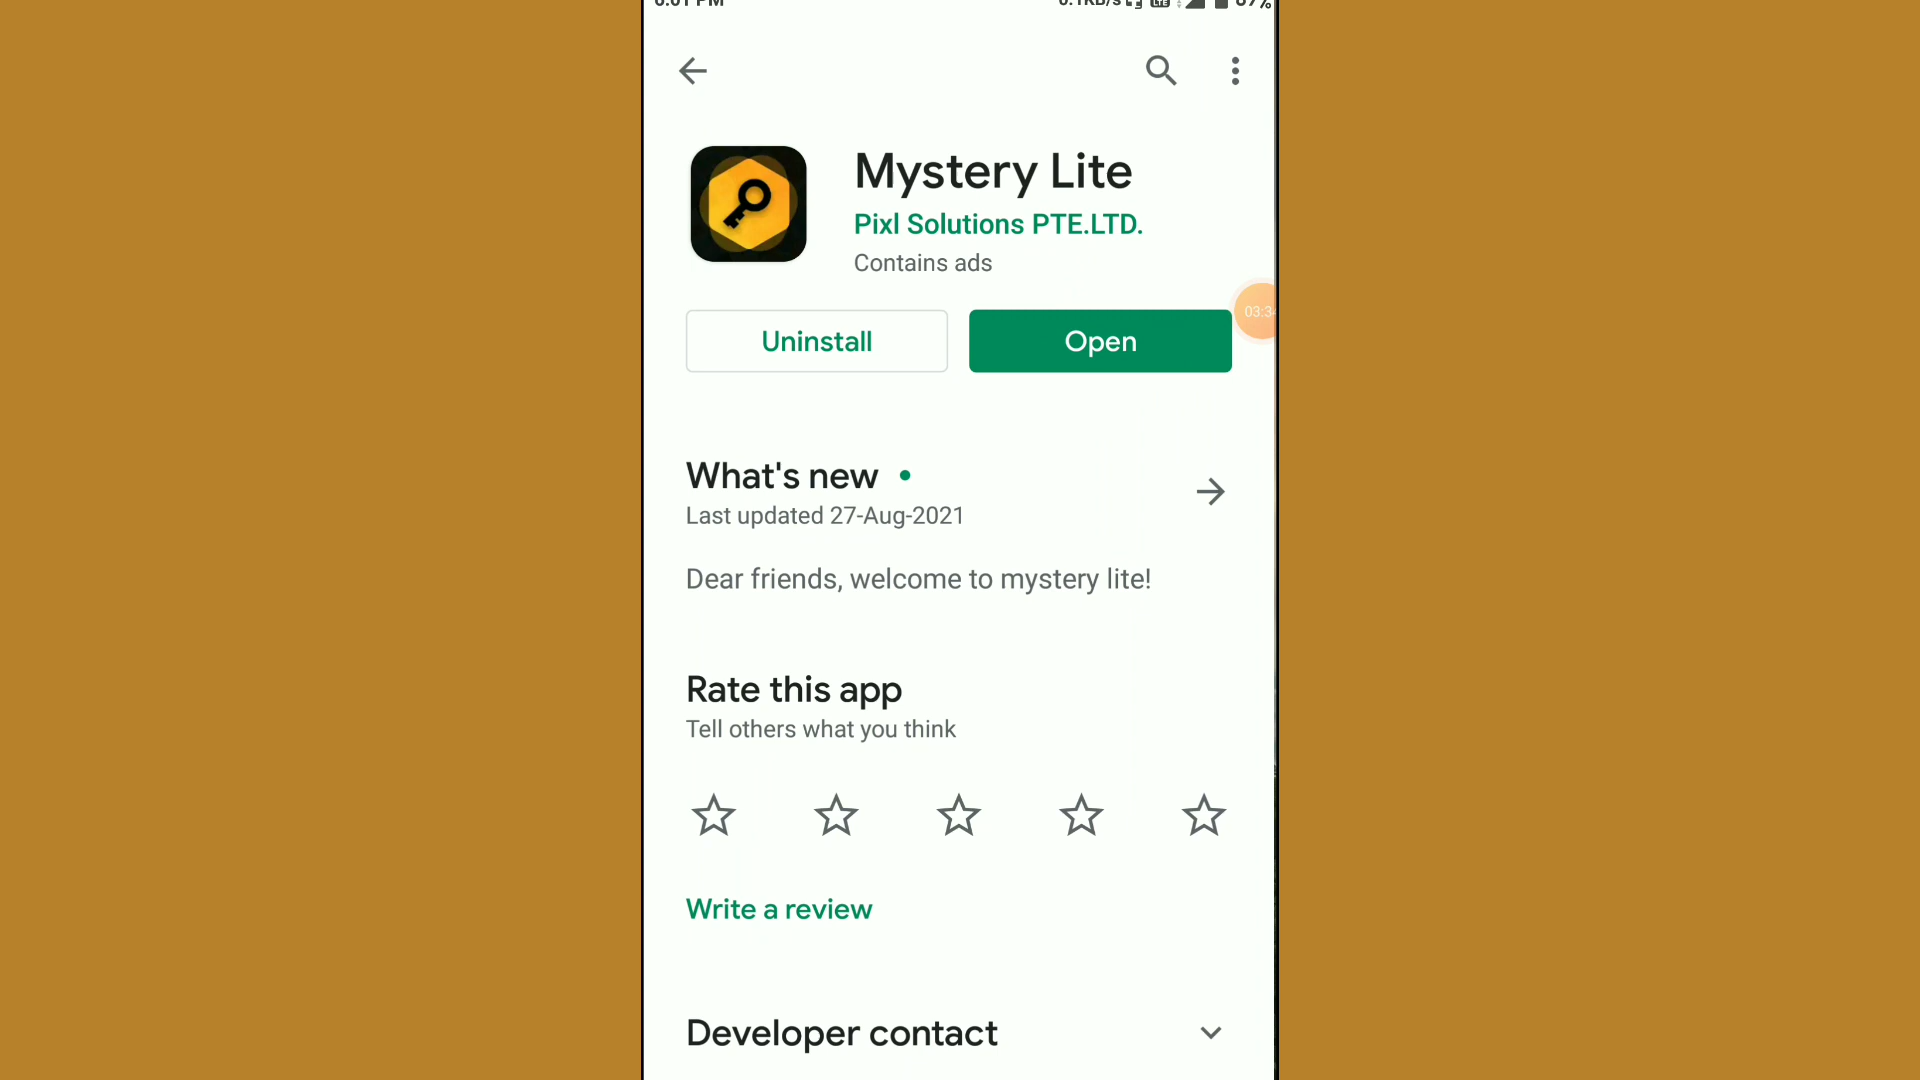 Mystery Lite
Pixl Solutions PTE.LTD.
Contains ads
Uninstall
Open
What's new
Last updated 27-Aug-2021
Dear friends, welcome to mystery lite!
Rate this app
Tell others what you think
Write a review
Developer contact